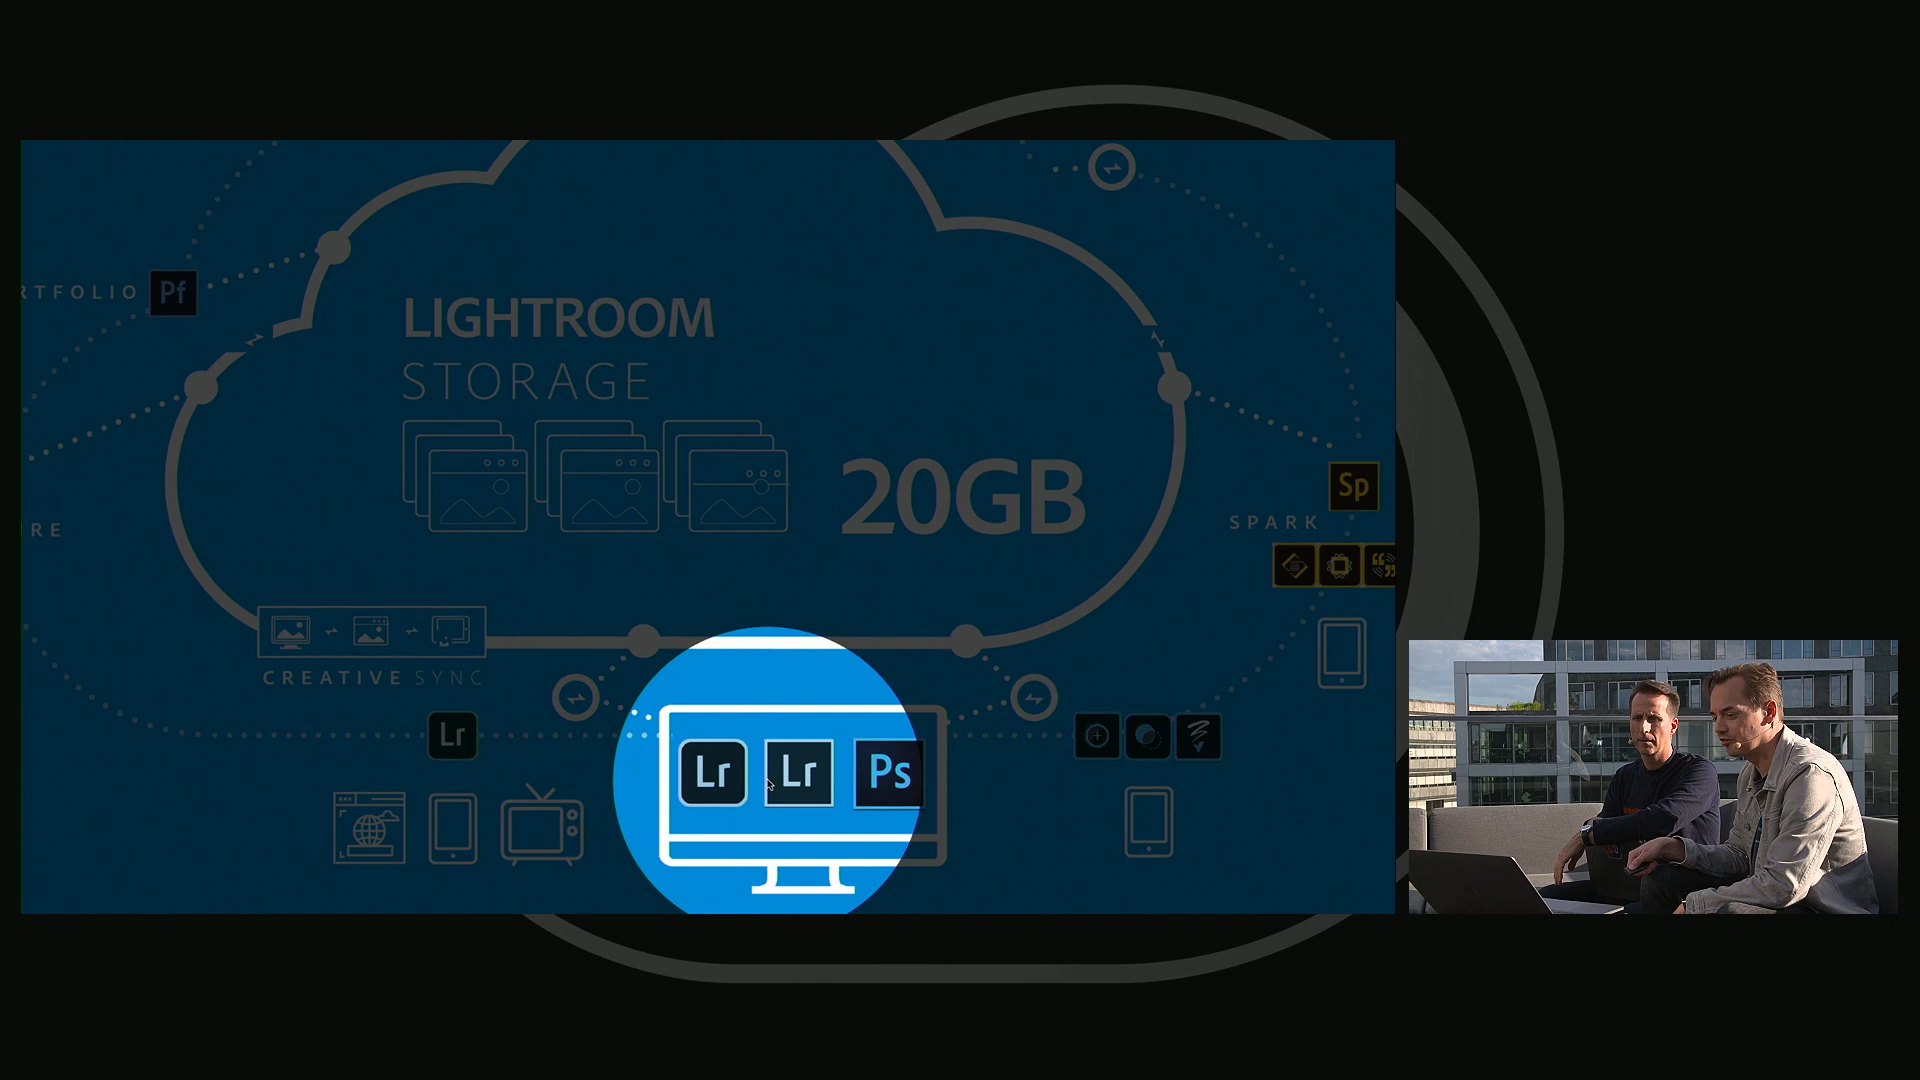 RTFOLIO Pf
LIGHTROOM
STORAGE
20GB
RE
Sp
SPARK
CREATIVE SYNC
Lr
Lr Lr Ps